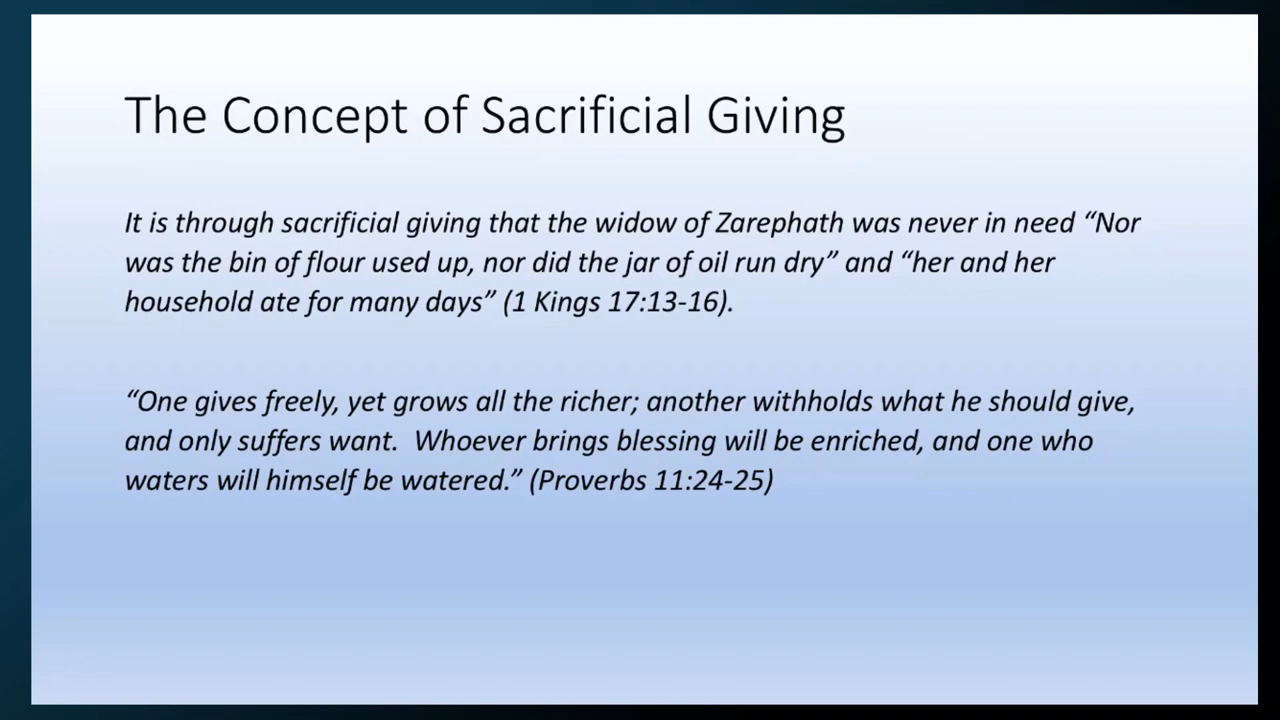 The Concept of Sacrificial Giving
It is through sacrificial giving that the widow of Zarephath was never in need “Nor
was the bin of flour used up, nor did the jar of oil run dry” and “her and her
household ate for many days” (1 Kings 17:13-16).
“One gives freely, yet grows all the richer; another withholds what he should give,
and only suffers want.  Whoever brings blessing will be enriched, and one who
waters will himself be watered.” (Proverbs 11:24-25)